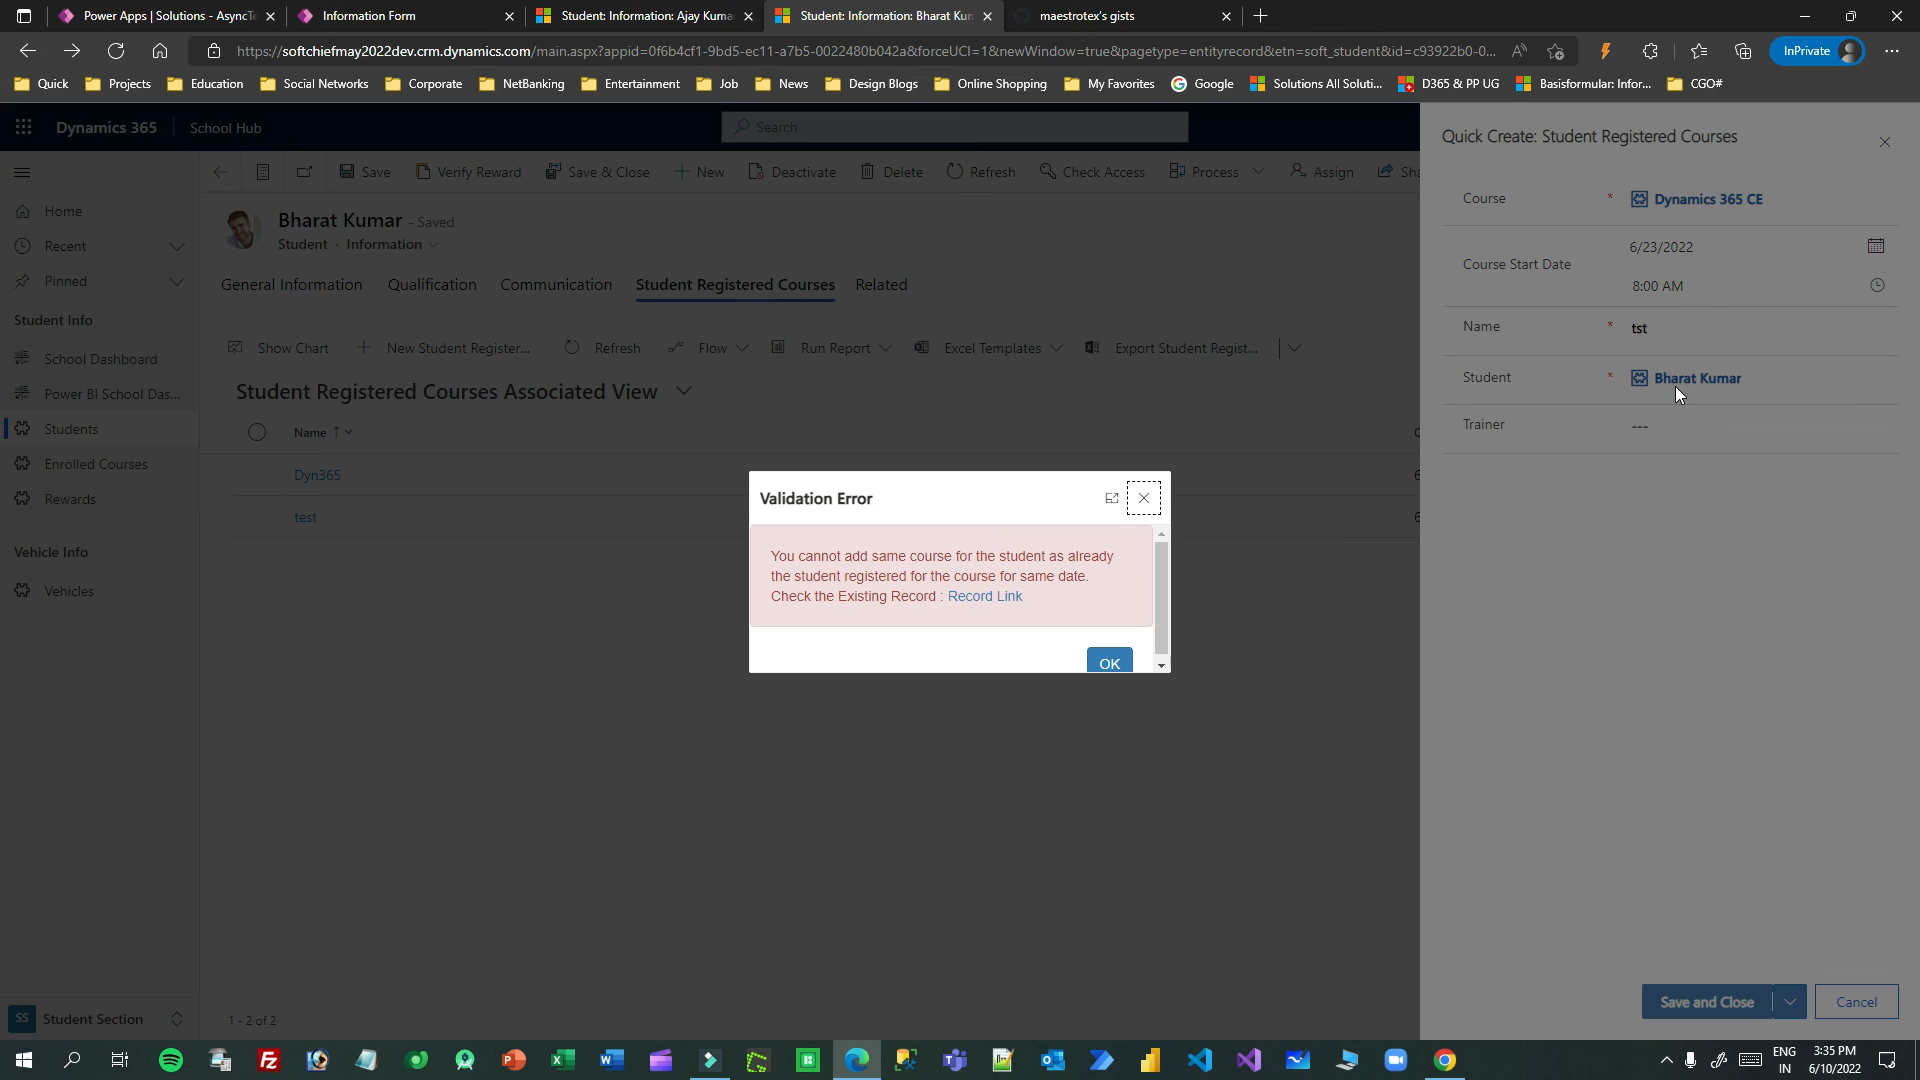 Power Apps | Solutions - AsyncTe
Information Form
Student: Information: Ajay Kumar
Student: Information: Bharat Kum
maestrotex's gists
https://softchiefmay2022dev.crm.dynamics.com/main.aspx?appid=0f6b4cf1-9bd5-ec11-a7b5-0022480b042a&forceUCI=1&newWindow=true&pagetype=entityrecord&etn=soft_student&id=c93922b0-0...
InPrivate
Quick
Projects
Education
Social Networks
Corporate
NetBanking
Entertainment
Job
News
Design Blogs
Online Shopping
My Favorites
Google
Solutions All Soluti...
D365 & PP UG
Basisformular: Infor...
CGO#
Dynamics 365
School Hub
Search
Save
Verify Reward
Save & Close
New
Deactivate
Delete
Refresh
Check Access
Process
Assign
Sha
Home
Recent
Pinned
Student Info
School Dashboard
Power BI School Das...
Students
Enrolled Courses
Rewards
Vehicle Info
Vehicles
SS Student Section
Bharat Kumar - Saved
Student · Information
General Information
Qualification
Communication
Student Registered Courses
Related
Show Chart
New Student Register...
Refresh
Flow
Run Report
Excel Templates
Export Student Regist...
Student Registered Courses Associated View
Name ↑
Dyn365
6
test
6
1 - 2 of 2
Validation Error
You cannot add same course for the student as already
the student registered for the course for same date.
Check the Existing Record : Record Link
OK
Quick Create: Student Registered Courses
Course * Dynamics 365 CE
Course Start Date
6/23/2022
8:00 AM
Name * tst
Student * Bharat Kumar
Trainer ---
Save and Close
Cancel
ENG
IN
3:35 PM
6/10/2022